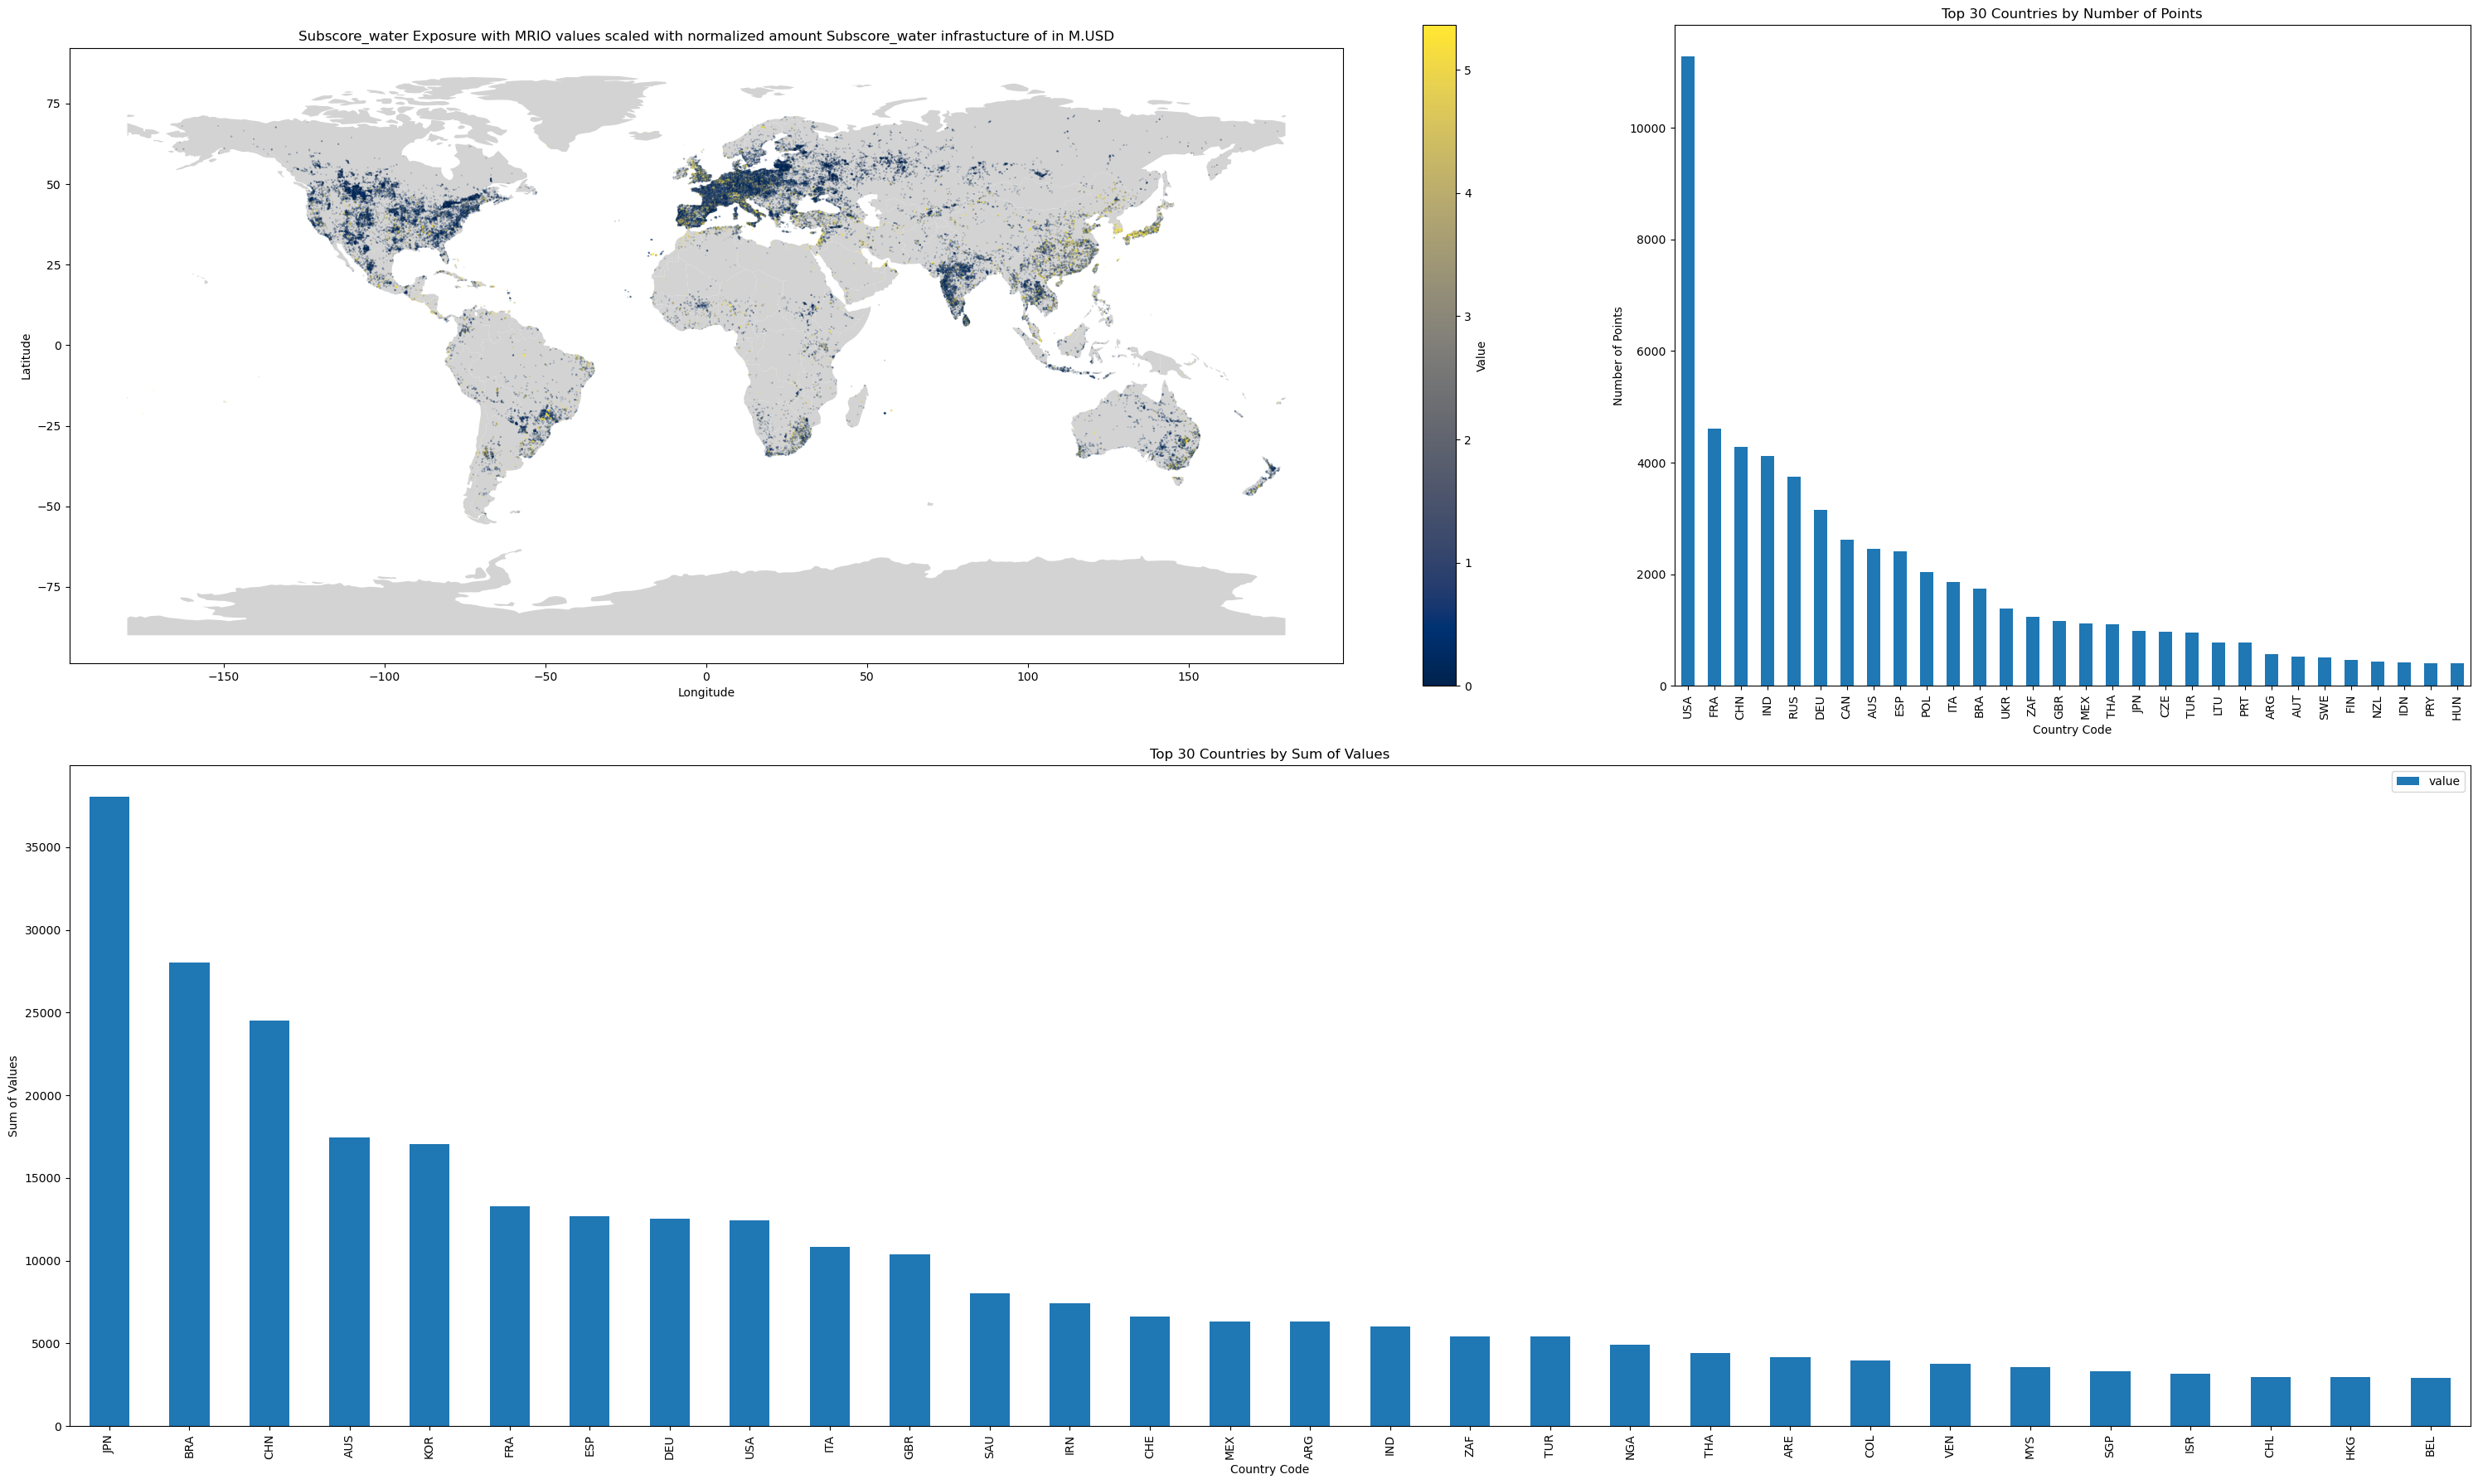 Subscore_water Exposure with MRIO values scaled with normalized amount Subscore_water infrastucture of in M.USD
75
50
25
0
−25
−50
−75
Latitude
−150 −100 −50 0 50 100 150
Longitude
5
4
3
2
1
0
Value
Top 30 Countries by Number of Points
10000
8000
6000
4000
2000
0
Number of Points
USA FRA CHN IND RUS DEU CAN AUS ESP POL ITA BRA UKR ZAF GBR MEX THA JPN CZE TUR LTU PRT ARG AUT SWE FIN NZL IDN PRY HUN
Country Code
Top 30 Countries by Sum of Values
value
35000
30000
25000
20000
15000
10000
5000
0
Sum of Values
JPN BRA CHN AUS KOR FRA ESP DEU USA ITA GBR SAU IRN CHE MEX ARG IND ZAF TUR NGA THA ARE COL VEN MYS SGP ISR CHL HKG BEL
Country Code